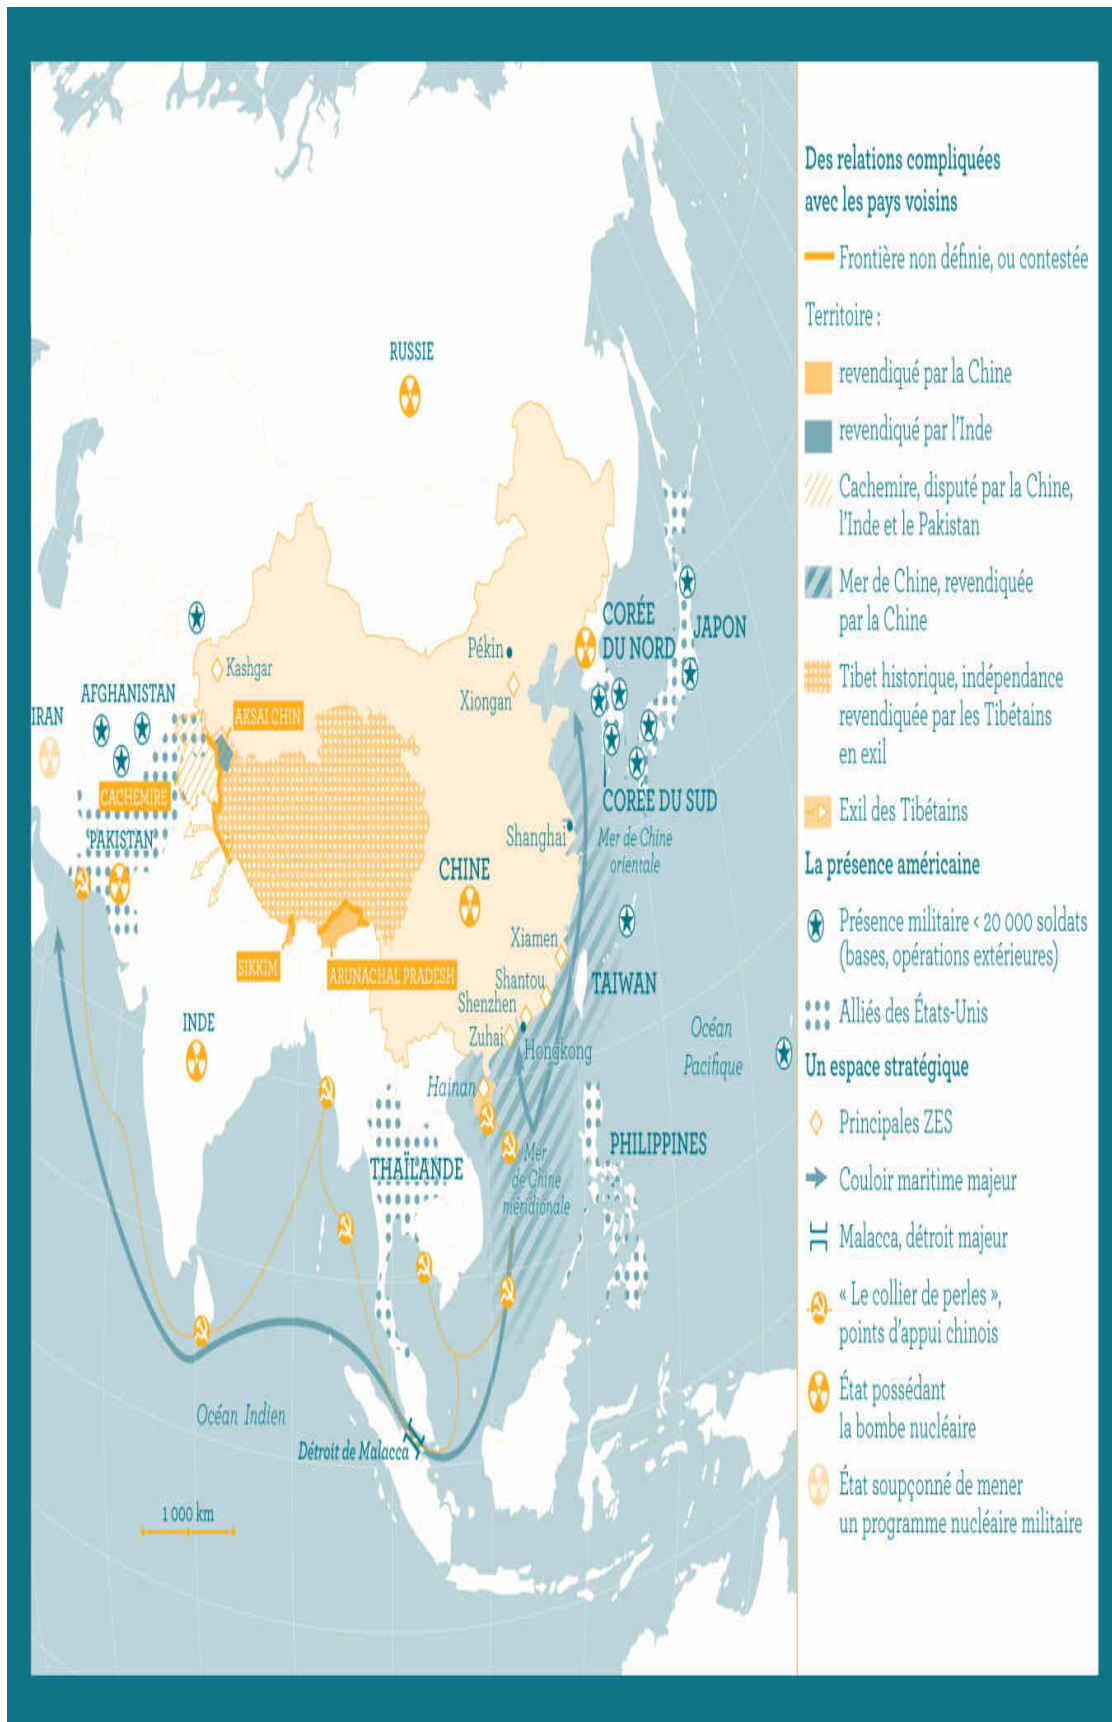 RUSSIE
CORÉE
DU NORD
JAPON
Pékin
Kashgar
Xiongan
AFGHANISTAN
IRAN
AKSAI CHIN
CACHEMIRE
CORÉE DU SUD
PAKISTAN
Shanghai
Mer de Chine
orientale
CHINE
Xiamen
SIKKIM
ARUNACHAL PRADESH
Shantou
TAIWAN
Shenzhen
INDE
Zuhai
Hongkong
Océan
Pacifique
Hainan
PHILIPPINES
Mer
de Chine
méridionale
THAÏLANDE
Océan Indien
Détroit de Malacca
1 000 km
Des relations compliquées
avec les pays voisins
Frontière non définie, ou contestée
Territoire :
revendiqué par la Chine
revendiqué par l'Inde
Cachemire, disputé par la Chine,
l'Inde et le Pakistan
Mer de Chine, revendiquée
par la Chine
Tibet historique, indépendance
revendiquée par les Tibétains
en exil
Exil des Tibétains
La présence américaine
Présence militaire < 20 000 soldats
(bases, opérations extérieures)
Alliés des États-Unis
Un espace stratégique
Principales ZES
Couloir maritime majeur
Malacca, détroit majeur
« Le collier de perles »,
points d'appui chinois
État possédant
la bombe nucléaire
État soupçonné de mener
un programme nucléaire militaire